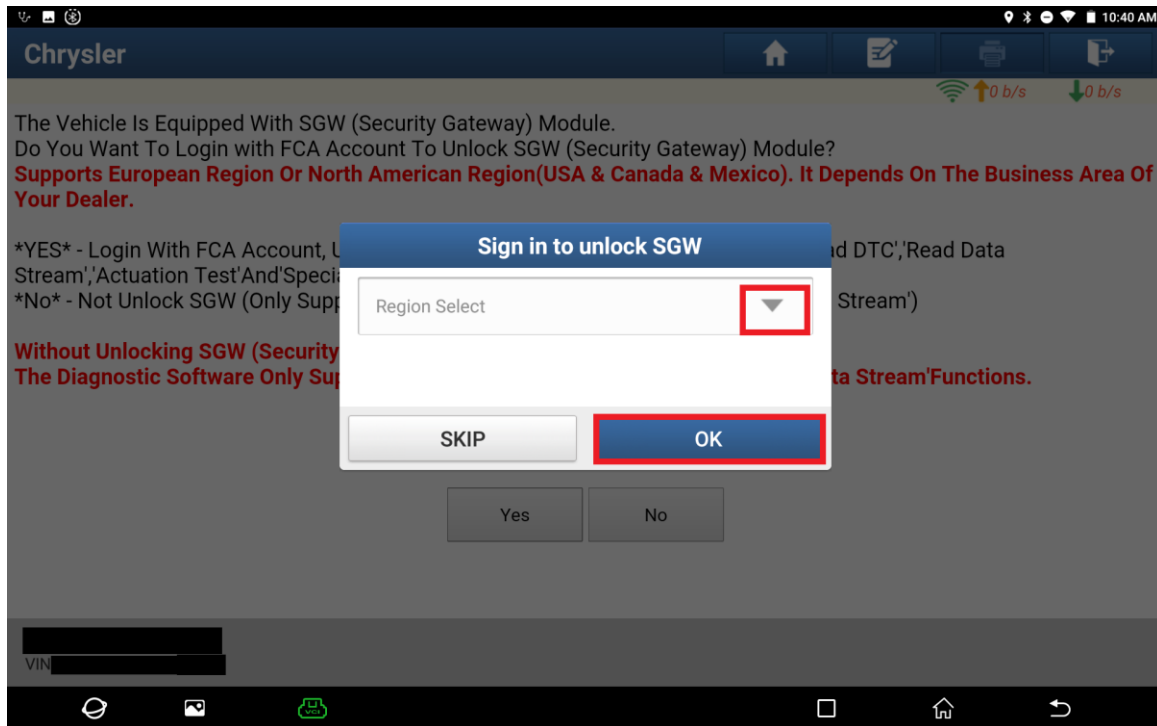 10:40 AM
Chrysler
0 b/s
0 b/s
The Vehicle Is Equipped With SGW (Security Gateway) Module.
Do You Want To Login with FCA Account To Unlock SGW (Security Gateway) Module?
Supports European Region Or North American Region(USA & Canada & Mexico). It Depends On The Business Area Of
Your Dealer.
*YES* - Login With FCA Account, DTC','Read Data
Stream','Actuation Test'And
*No* - Not Unlock SGW (Only Stream')
Without Unlocking SGW (Security
The Diagnostic Software Only Stream'Functions.
Sign in to unlock SGW
Region Select
SKIP
OK
Yes
No
VIN
VCI